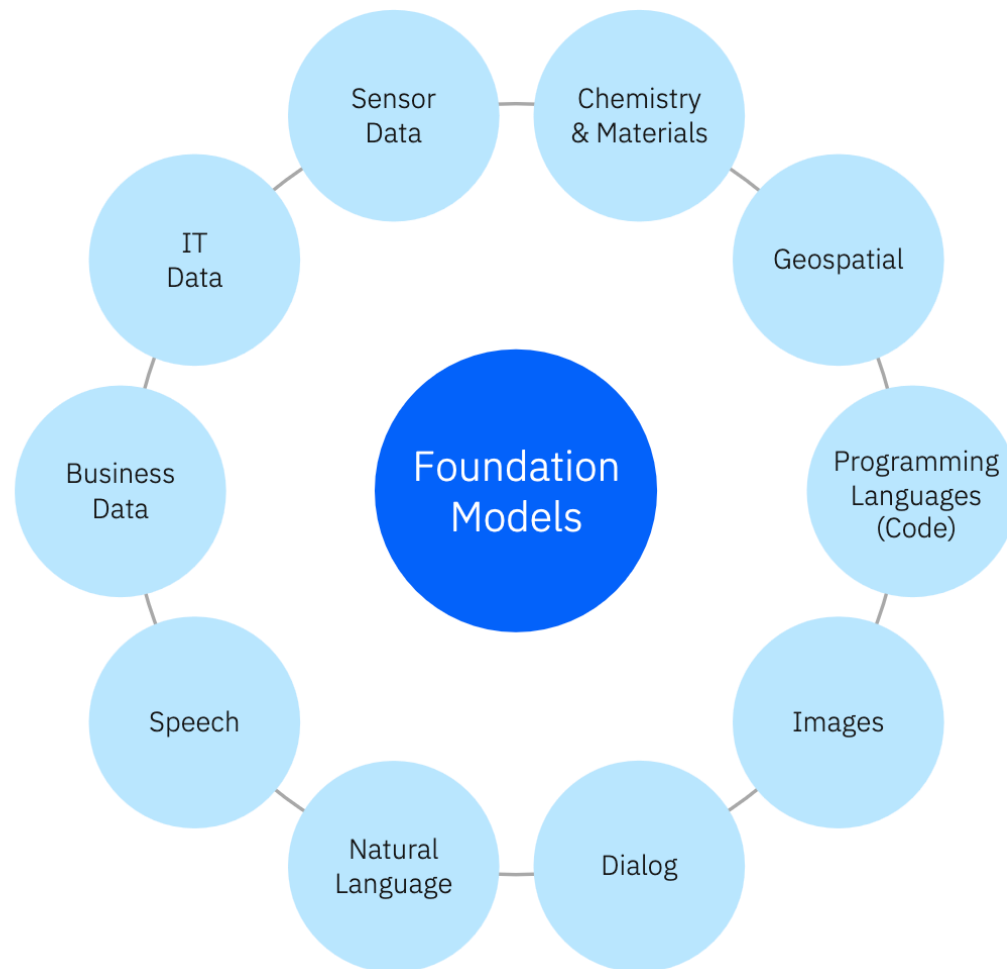 Sensor
Data
Chemistry
& Materials
IT
Data
Geospatial
Foundation
Models
Business
Data
Programming
Languages
(Code)
Speech
Images
Natural
Language
Dialog